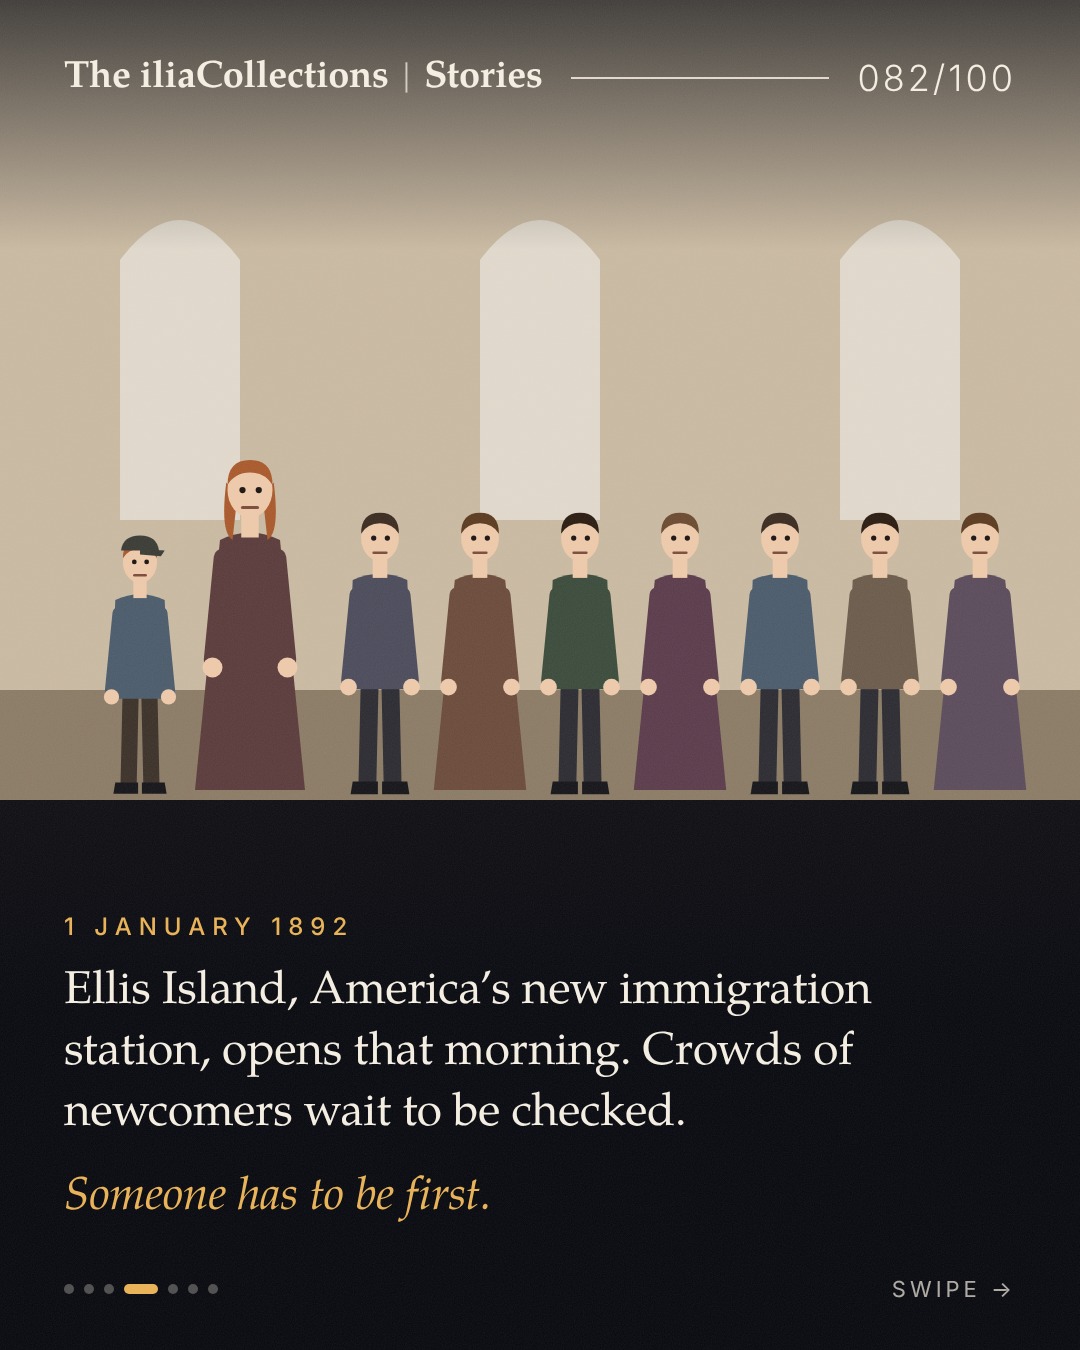 The iliaCollections | Stories 082/100
1 JANUARY 1892
Ellis Island, America’s new immigration
station, opens that morning. Crowds of
newcomers wait to be checked.
Someone has to be first.
SWIPE →